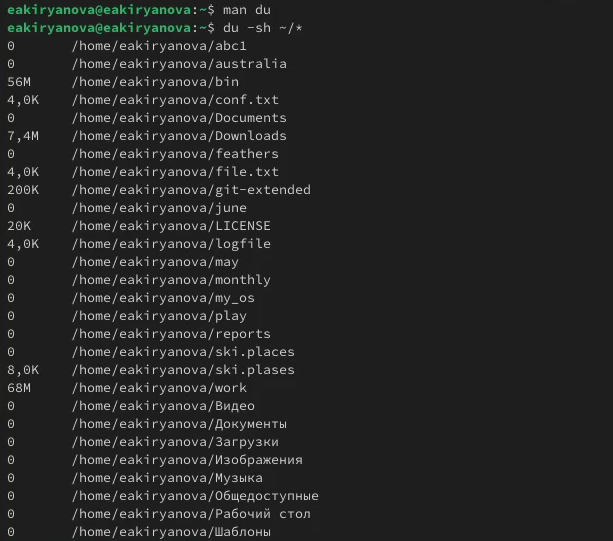 eakiryanova@eakiryanova:~$ man du
eakiryanova@eakiryanova:~$ du -sh ~/*
0 /home/eakiryanova/abc1
0 /home/eakiryanova/australia
56M /home/eakiryanova/bin
4,0K /home/eakiryanova/conf.txt
0 /home/eakiryanova/Documents
7,4M /home/eakiryanova/Downloads
0 /home/eakiryanova/feathers
4,0K /home/eakiryanova/file.txt
200K /home/eakiryanova/git-extended
0 /home/eakiryanova/june
20K /home/eakiryanova/LICENSE
4,0K /home/eakiryanova/logfile
0 /home/eakiryanova/may
0 /home/eakiryanova/monthly
0 /home/eakiryanova/my_os
0 /home/eakiryanova/play
0 /home/eakiryanova/reports
0 /home/eakiryanova/ski.places
8,0K /home/eakiryanova/ski.plases
68M /home/eakiryanova/work
0 /home/eakiryanova/Видео
0 /home/eakiryanova/Документы
0 /home/eakiryanova/Загрузки
0 /home/eakiryanova/Изображения
0 /home/eakiryanova/Музыка
0 /home/eakiryanova/Общедоступные
0 /home/eakiryanova/Рабочий стол
0 /home/eakiryanova/Шаблоны